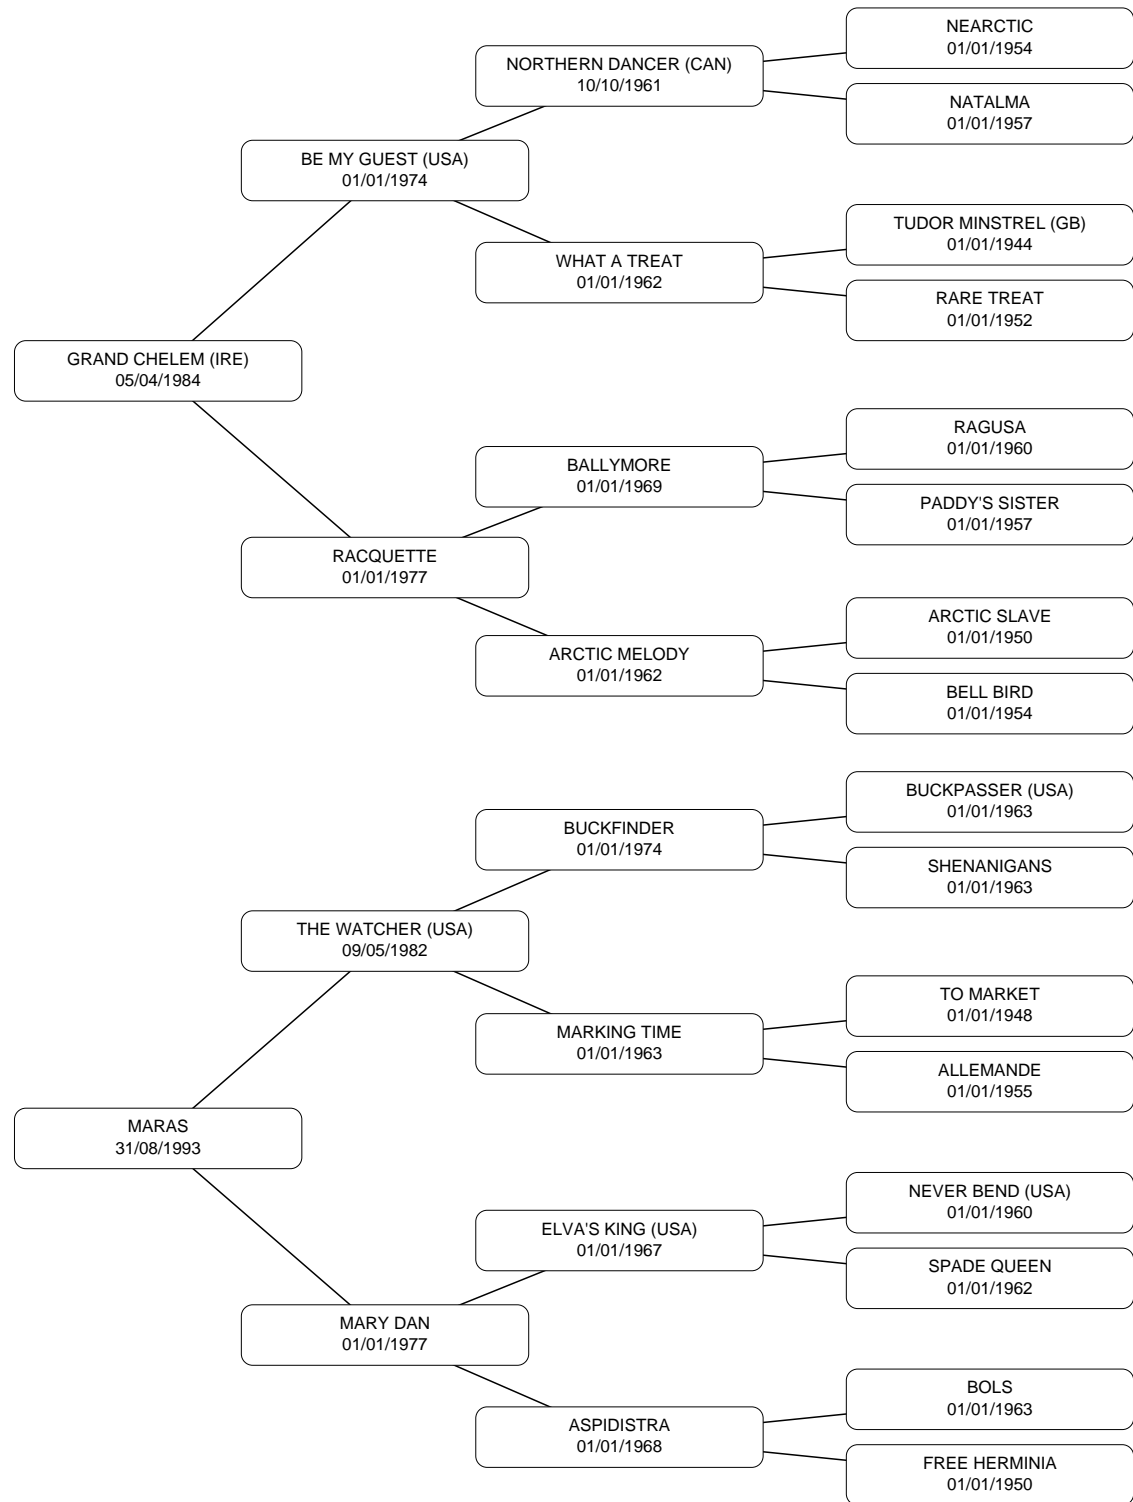 NEARCTIC
01/01/1954
NORTHERN DANCER (CAN)
10/10/1961
NATALMA
01/01/1957
BE MY GUEST (USA)
01/01/1974
TUDOR MINSTREL (GB)
01/01/1944
WHAT A TREAT
01/01/1962
RARE TREAT
01/01/1952
GRAND CHELEM (IRE)
05/04/1984
RAGUSA
01/01/1960
BALLYMORE
01/01/1969
PADDY'S SISTER
01/01/1957
RACQUETTE
01/01/1977
ARCTIC SLAVE
01/01/1950
ARCTIC MELODY
01/01/1962
BELL BIRD
01/01/1954
BUCKPASSER (USA)
01/01/1963
BUCKFINDER
01/01/1974
SHENANIGANS
01/01/1963
THE WATCHER (USA)
09/05/1982
TO MARKET
01/01/1948
MARKING TIME
01/01/1963
ALLEMANDE
01/01/1955
MARAS
31/08/1993
NEVER BEND (USA)
01/01/1960
ELVA'S KING (USA)
01/01/1967
SPADE QUEEN
01/01/1962
MARY DAN
01/01/1977
BOLS
01/01/1963
ASPIDISTRA
01/01/1968
FREE HERMINIA
01/01/1950